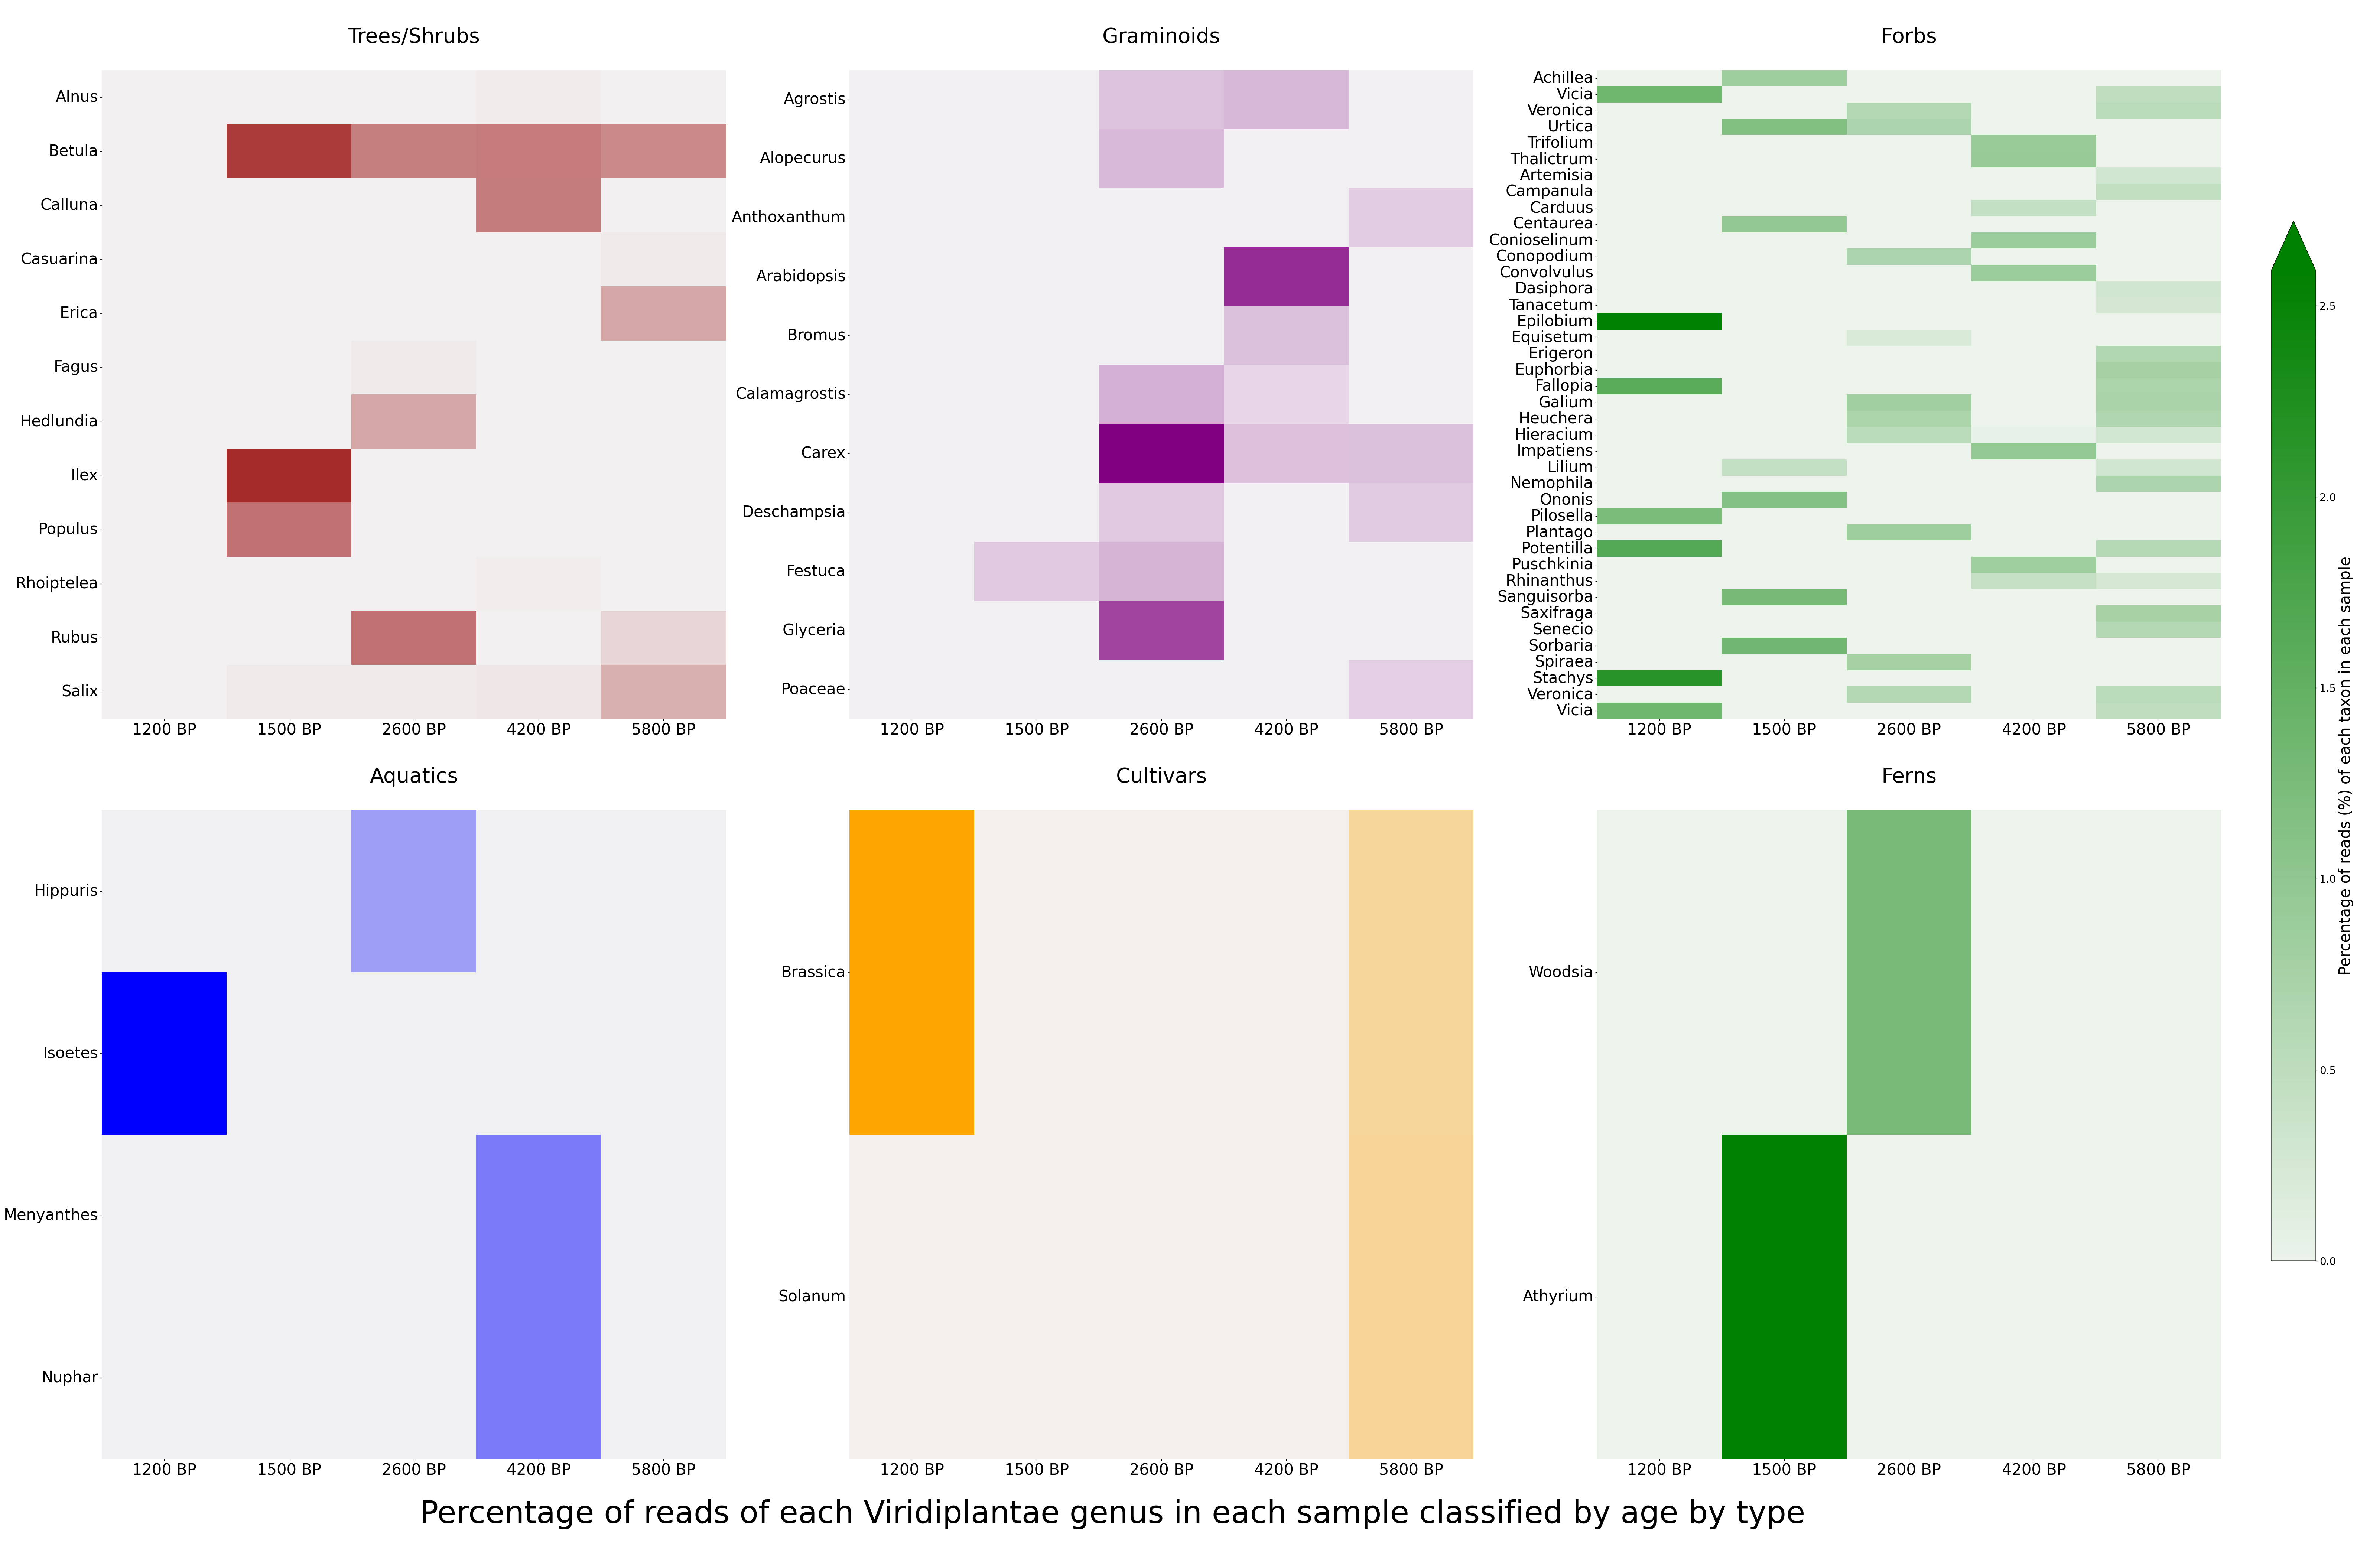 Trees/Shrubs
Alnus
Betula
Calluna
Casuarina
Erica
Fagus
Hedlundia
Ilex
Populus
Rhoiptelea
Rubus
Salix
1200 BP 1500 BP 2600 BP 4200 BP 5800 BP
Graminoids
Agrostis
Alopecurus
Anthoxanthum
Arabidopsis
Bromus
Calamagrostis
Carex
Deschampsia
Festuca
Glyceria
Poaceae
1200 BP 1500 BP 2600 BP 4200 BP 5800 BP
Forbs
Achillea
Vicia
Veronica
Urtica
Trifolium
Thalictrum
Artemisia
Campanula
Carduus
Centaurea
Conioselinum
Conopodium
Convolvulus
Dasiphora
Tanacetum
Epilobium
Equisetum
Erigeron
Euphorbia
Fallopia
Galium
Heuchera
Hieracium
Impatiens
Lilium
Nemophila
Ononis
Pilosella
Plantago
Potentilla
Puschkinia
Rhinanthus
Sanguisorba
Saxifraga
Senecio
Sorbaria
Spiraea
Stachys
Veronica
Vicia
1200 BP 1500 BP 2600 BP 4200 BP 5800 BP
Aquatics
Hippuris
Isoetes
Menyanthes
Nuphar
1200 BP 1500 BP 2600 BP 4200 BP 5800 BP
Cultivars
Brassica
Solanum
1200 BP 1500 BP 2600 BP 4200 BP 5800 BP
Ferns
Woodsia
Athyrium
1200 BP 1500 BP 2600 BP 4200 BP 5800 BP
2.5
2.0
1.5
1.0
0.5
0.0
Percentage of reads (%) of each taxon in each sample
Percentage of reads of each Viridiplantae genus in each sample classified by age by type